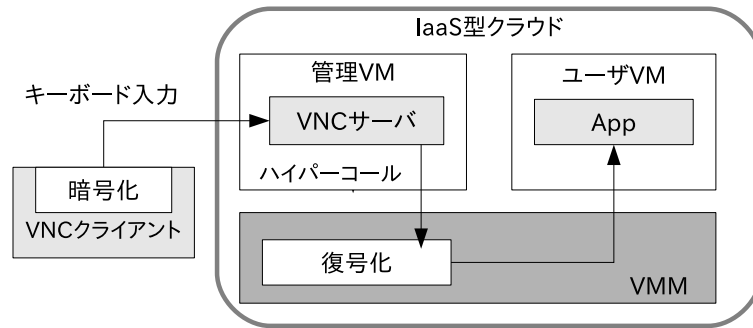 IaaS型クラウド
管理VM
ユーザVM
キーボード入力
VNCサーバ
App
ハイパーコール
暗号化
VNCクライアント
復号化
VMM